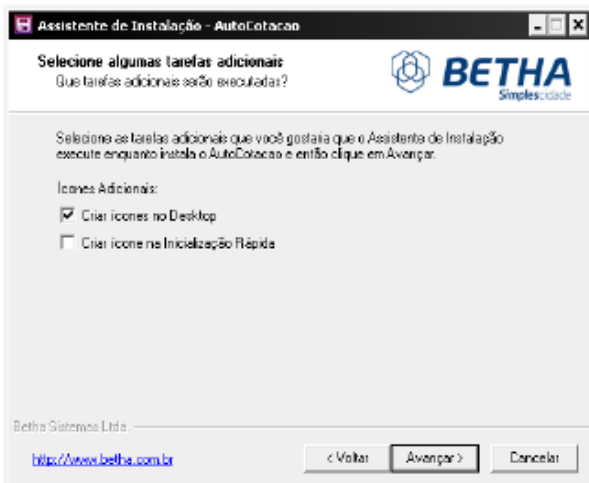 Assistente de Instalação - AutoCotacao
Selecione algumas tarefas adicionais
Que tarefas adicionais serão executadas?
BETHA
Simplescidade
Selecione as tarefas adicionais que você gostaria que o Assistente de Instalação
execute enquanto instala o AutoCotacao e então clique em Avançar.
Ícones Adicionais:
Criar ícones no Desktop
Criar ícone na Inicialização Rápida
Betha Sistemas Ltda.
http://www.betha.com.br
< Voltar
Avançar >
Cancelar